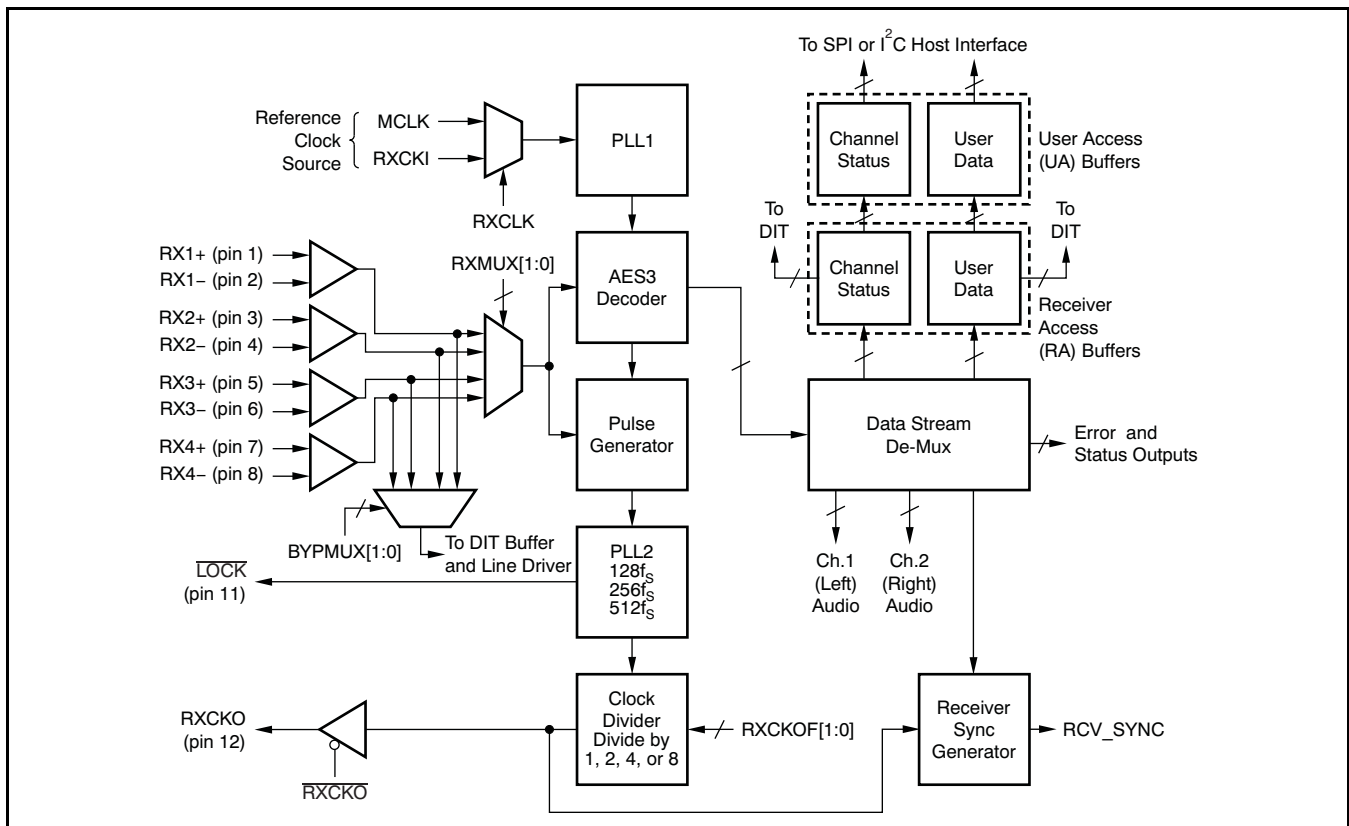 To SPI or I2C Host Interface
Reference
Clock
Source
MCLK
RXCKI
RXCLK
PLL1
Channel
Status
User
Data
User Access
(UA) Buffers
To
DIT
To
DIT
Channel
Status
User
Data
Receiver
Access
(RA) Buffers
RX1+ (pin 1)
RX1− (pin 2)
RX2+ (pin 3)
RX2− (pin 4)
RX3+ (pin 5)
RX3− (pin 6)
RX4+ (pin 7)
RX4− (pin 8)
RXMUX[1:0]
AES3
Decoder
Pulse
Generator
Data Stream
De-Mux
Error and
Status Outputs
BYPMUX[1:0]
To DIT Buffer
and Line Driver
LOCK
(pin 11)
PLL2
128fS
256fS
512fS
Ch.1
(Left)
Audio
Ch.2
(Right)
Audio
RXCKO
(pin 12)
RXCKO
Clock
Divider
Divide by
1, 2, 4, or 8
RXCKOF[1:0]
Receiver
Sync
Generator
RCV_SYNC